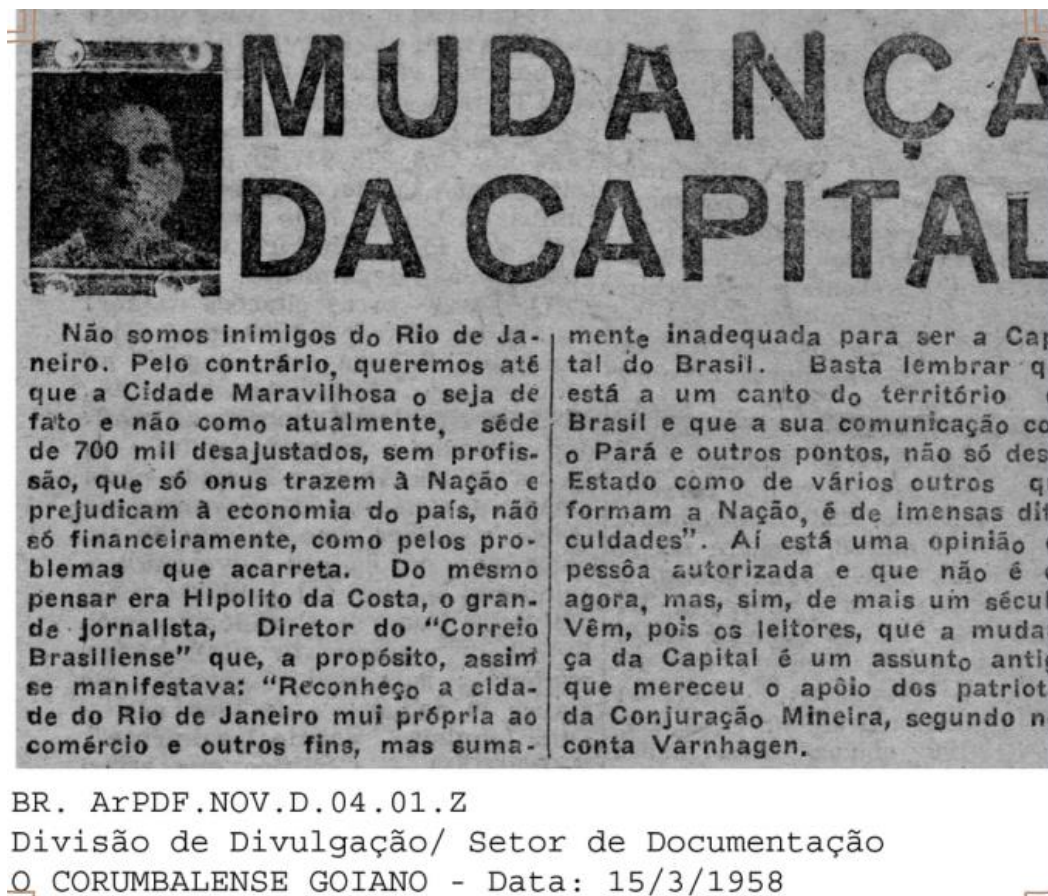 MUDANÇA
DA CAPITAL
Não somos inimigos do Rio de Ja-
neiro. Pelo contrário, queremos até
que a Cidade Maravilhosa o seja de
fato e não como atualmente, séde
de 700 mil desajustados, sem profis-
são, que só onus trazem à Nação e
prejudicam à economia do país, não
só financeiramente, como pelos pro-
blemas que acarreta. Do mesmo
pensar era Hipolito da Costa, o gran-
de jornalista, Diretor do "Correio
Brasiliense" que, a propósito, assim
se manifestava: "Reconheço a cida-
de do Rio de Janeiro mui própria ao
comércio e outros fins, mas suma-
mente inadequada para ser a Cap
tal do Brasil. Basta lembrar q
está a um canto do território
Brasil e que a sua comunicação co
o Pará e outros pontos, não só des
Estado como de vários outros q
formam a Nação, é de imensas difi
culdades". Aí está uma opinião
pessôa autorizada e que não é
agora, mas, sim, de mais um sécul
Vêm, pois os leitores, que a muda
ça da Capital é um assunto antig
que mereceu o apôio dos patriot
da Conjuração Mineira, segundo n
conta Varnhagen.
BR. ArPDF.NOV.D.04.01.Z
Divisão de Divulgação/ Setor de Documentação
O CORUMBALENSE GOIANO - Data: 15/3/1958